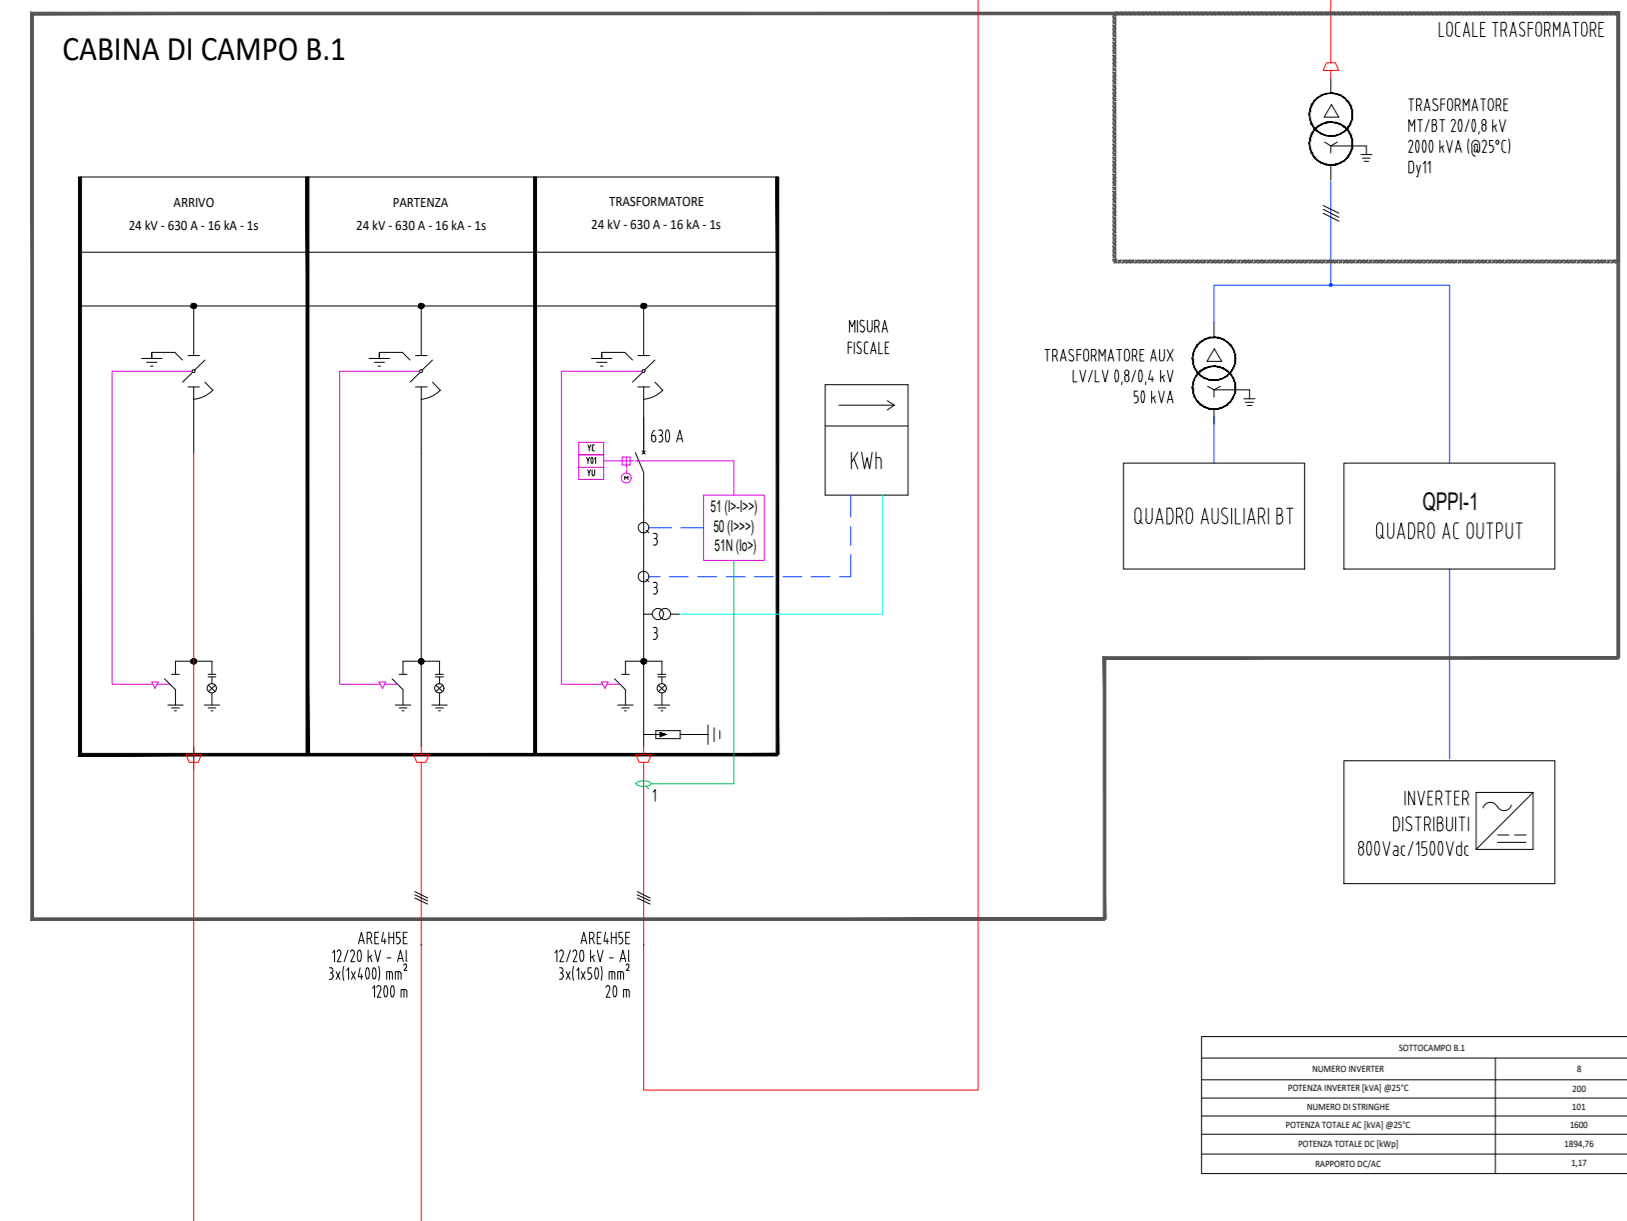 CABINA DI CAMPO B.1
LOCALE TRASFORMATORE
TRASFORMATORE
MT/BT 20/0,8 kV
2000 kVA (@25°C)
Dy11
ARRIVO
24 kV - 630 A - 16 kA - 1s
PARTENZA
24 kV - 630 A - 16 kA - 1s
TRASFORMATORE
24 kV - 630 A - 16 kA - 1s
MISURA
FISCALE
KWh
630 A
YC
YO1
YU
M
51 (I>-I>>)
50 (I>>>)
51N (Io>)
3
3
3
1
TRASFORMATORE AUX
LV/LV 0,8/0,4 kV
50 kVA
QUADRO AUSILIARI BT
QPPI-1
QUADRO AC OUTPUT
INVERTER
DISTRIBUITI
800Vac/1500Vdc
ARE4H5E
12/20 kV - Al
3x(1x400) mm²
1200 m
ARE4H5E
12/20 kV - Al
3x(1x50) mm²
20 m
SOTTOCAMPO B.1
NUMERO INVERTER 8
POTENZA INVERTER [kVA] @25°C 200
NUMERO DI STRINGHE 101
POTENZA TOTALE AC [kVA] @25°C 1600
POTENZA TOTALE DC [kWp] 1894,76
RAPPORTO DC/AC 1,17